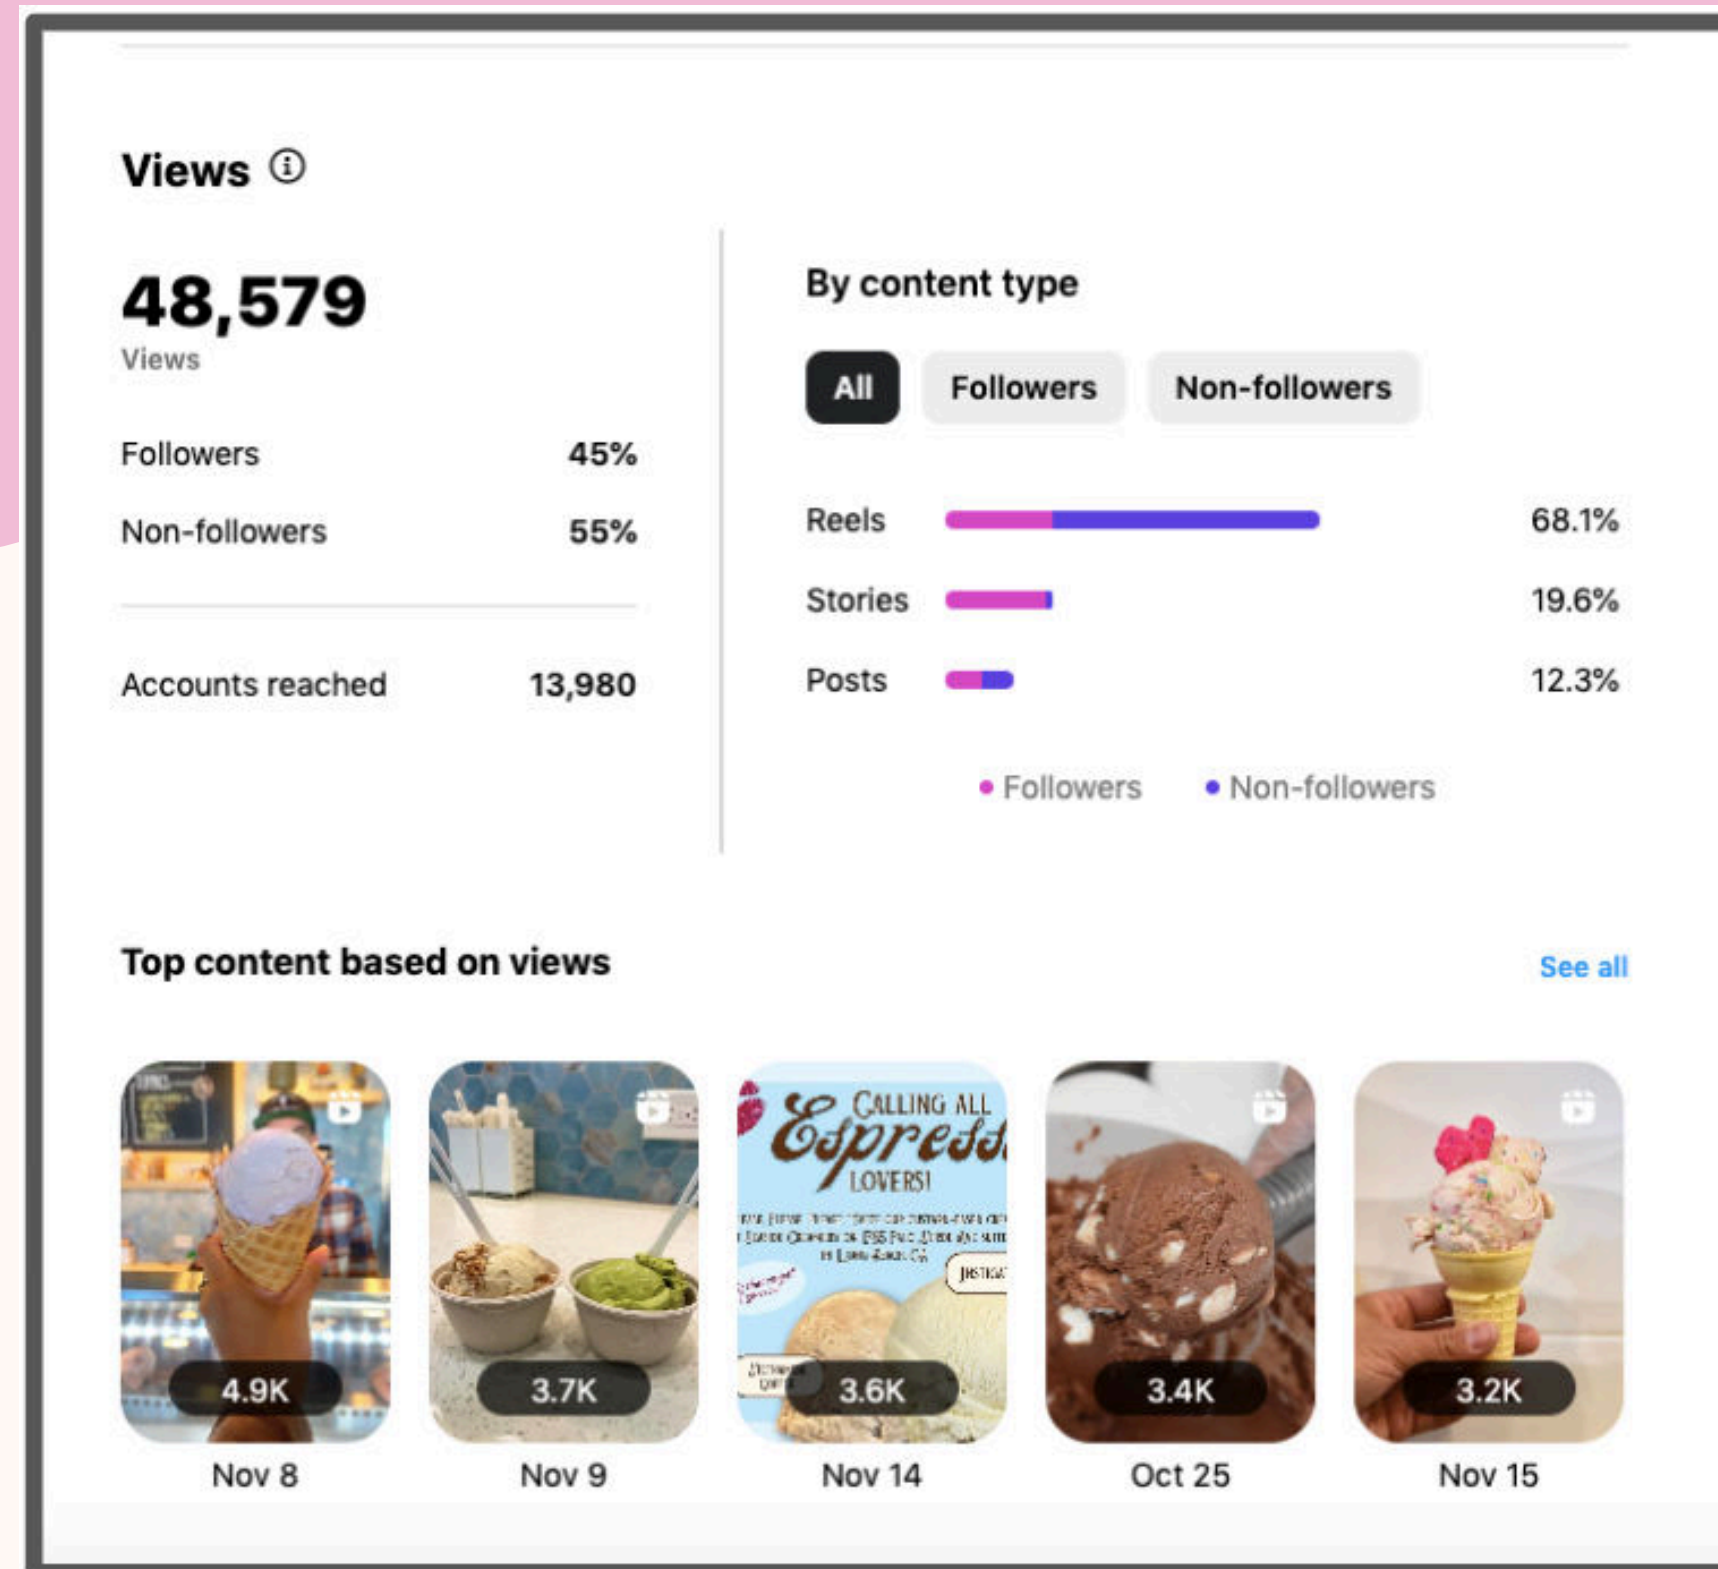 Views
48,579
Views
Followers 45%
Non-followers 55%
Accounts reached 13,980
By content type
All Followers Non-followers
Reels 68.1%
Stories 19.6%
Posts 12.3%
Followers Non-followers
Top content based on views
See all
CALLING ALL
Espress
LOVERS!
4.9K
3.7K
3.6K
3.4K
3.2K
Nov 8
Nov 9
Nov 14
Oct 25
Nov 15